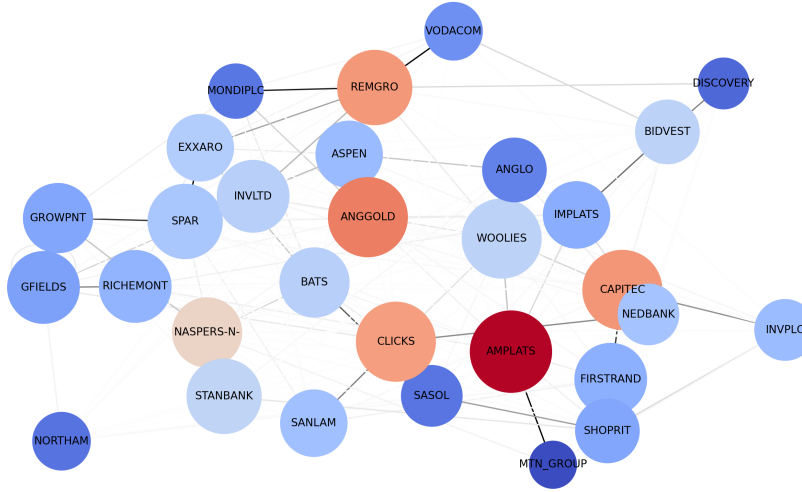 VODACOM
DISCOVERY
REMGRO
MONDIPLC
BIDVEST
EXXARO
ASPEN
ANGLO
INVLTD
GROWPNT
SPAR
ANGGOLD
IMPLATS
WOOLIES
BATS
GFIELDS
RICHEMONT
CAPITEC
NEDBANK
NASPERS-N-
INVPLC
CLICKS
AMPLATS
FIRSTRAND
STANBANK
SASOL
SANLAM
SHOPRIT
NORTHAM
MTN_GROUP